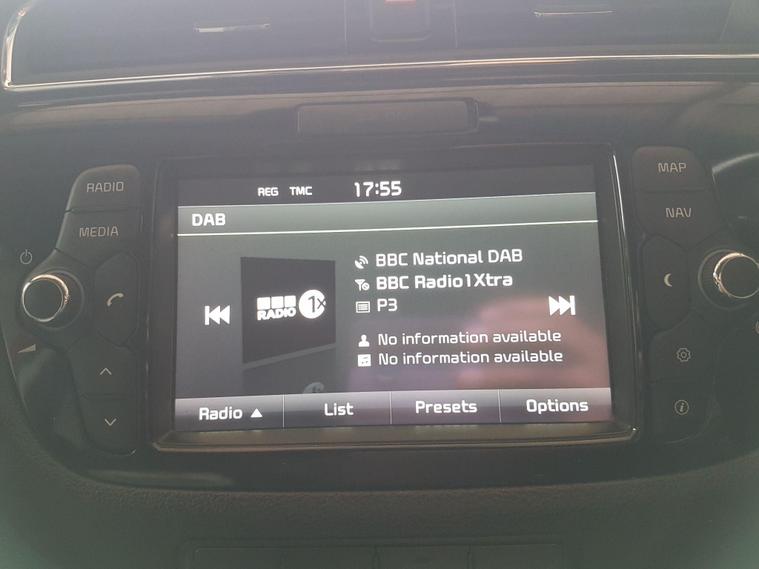 REG TMC 17:55
DAB
RADIO
MEDIA
MAP
NAV
BBC National DAB
BBC Radio1Xtra
P3
BBC
RADIO 1X
No information available
No information available
Radio ▲ List Presets Options